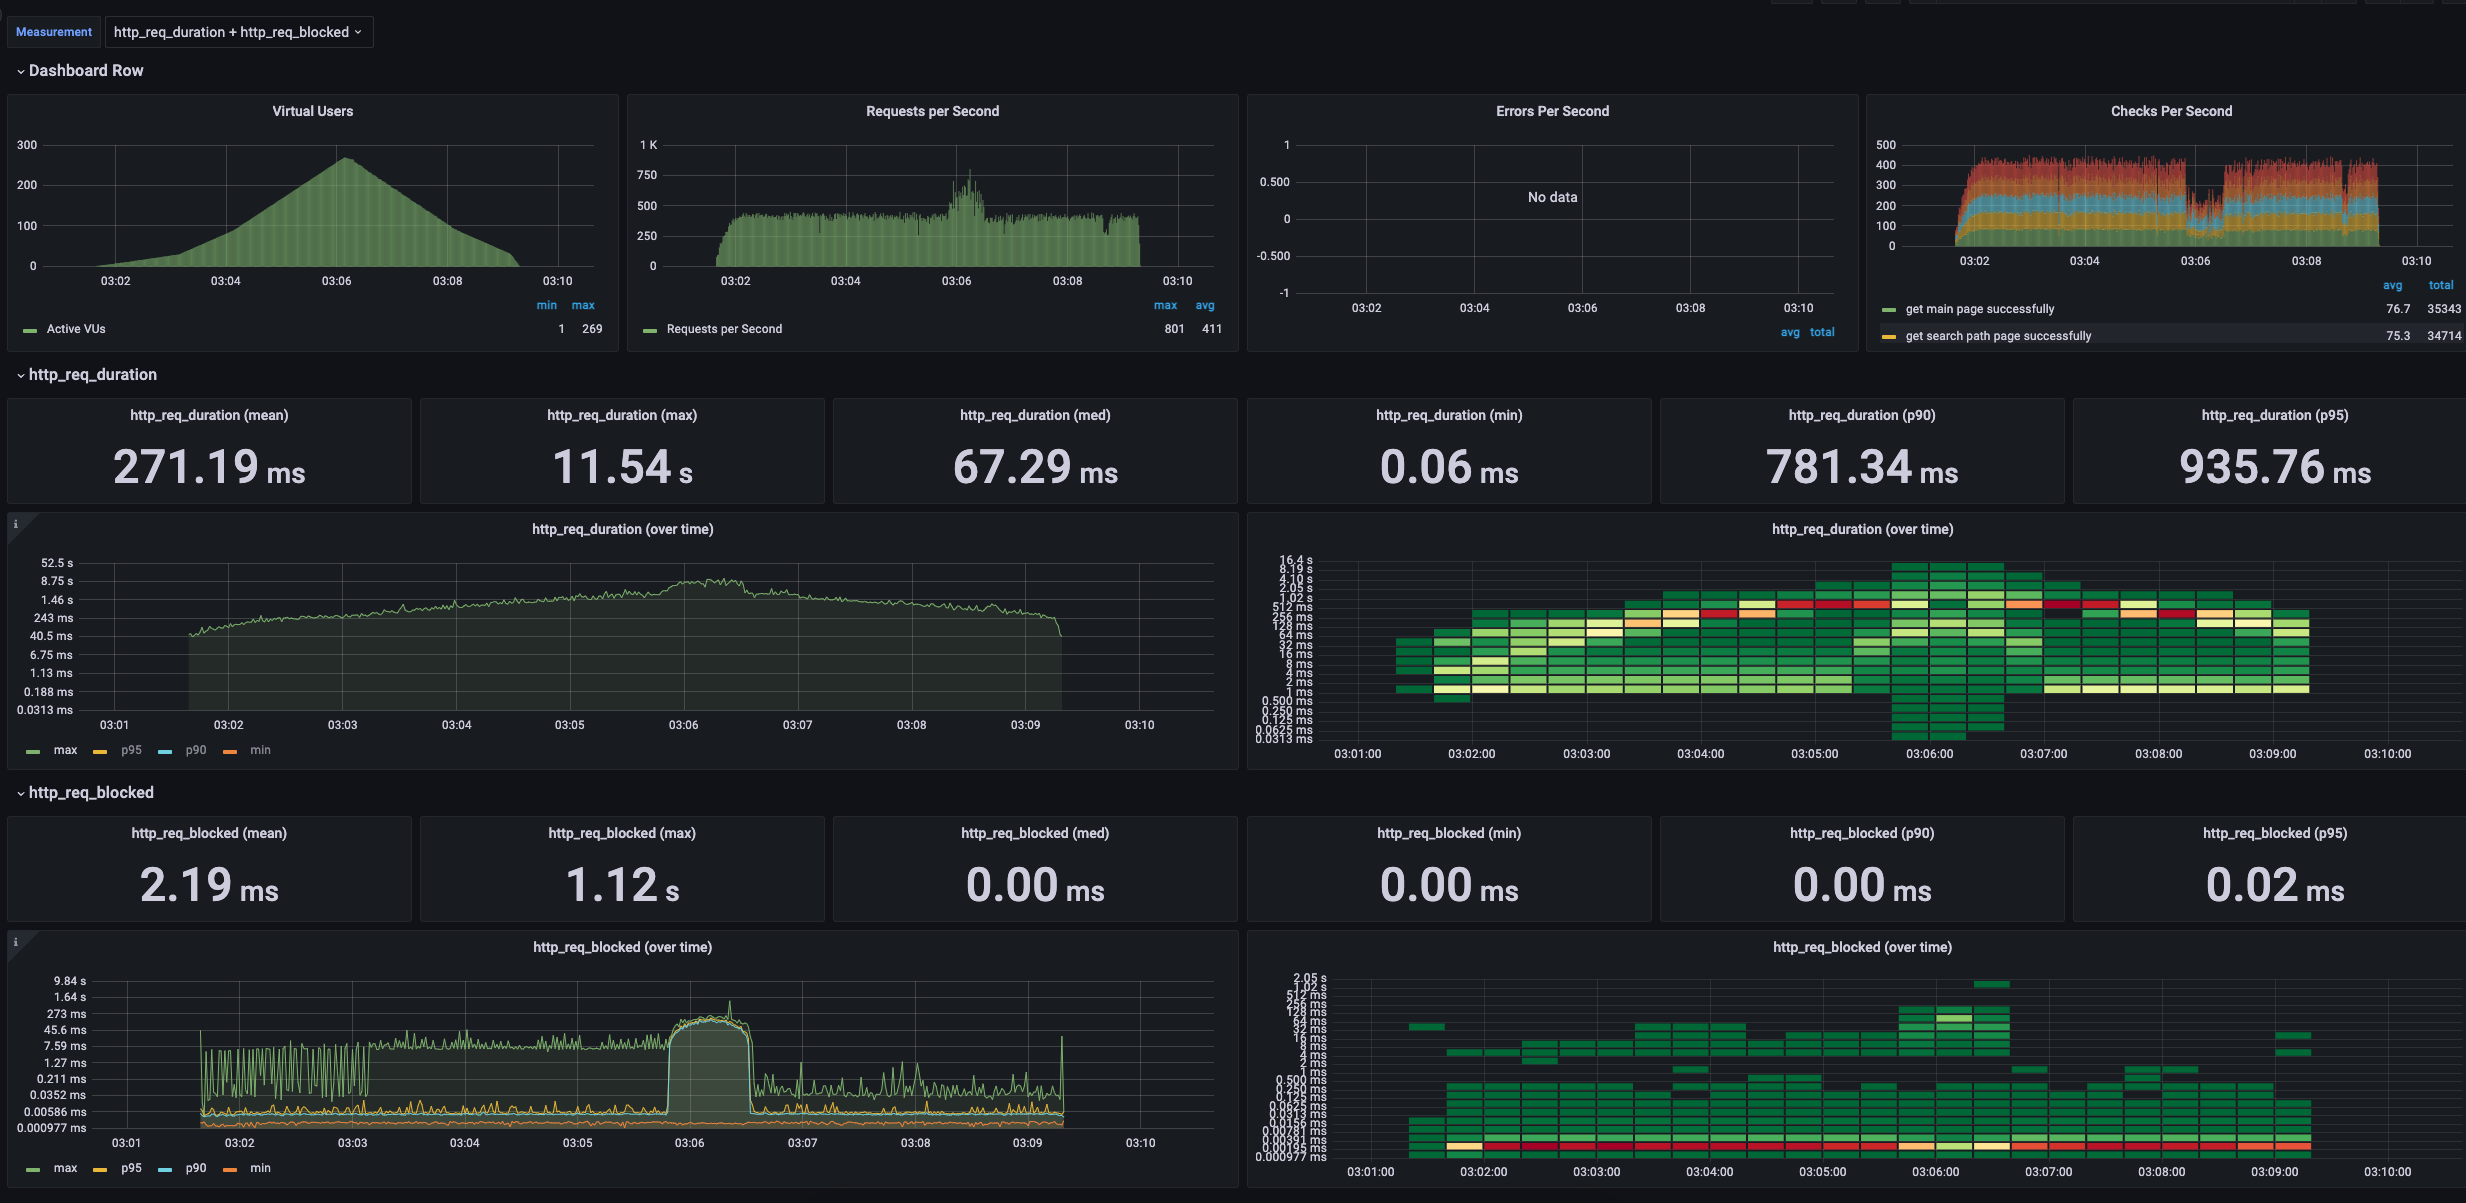 Measurement http_req_duration + http_req_blocked
Dashboard Row
Virtual Users
300
200
100
0
03:02 03:04 03:06 03:08 03:10
min max
Active VUs 1 269
Requests per Second
1 K
750
500
250
0
03:02 03:04 03:06 03:08 03:10
max avg
Requests per Second 801 411
Errors Per Second
1
0.500
0
-0.500
-1
No data
03:02 03:04 03:06 03:08 03:10
avg total
Checks Per Second
500
400
300
200
100
0
03:02 03:04 03:06 03:08 03:10
avg total
get main page successfully 76.7 35343
get search path page successfully 75.3 34714
http_req_duration
http_req_duration (mean)
271.19 ms
http_req_duration (max)
11.54 s
http_req_duration (med)
67.29 ms
http_req_duration (min)
0.06 ms
http_req_duration (p90)
781.34 ms
http_req_duration (p95)
935.76 ms
http_req_duration (over time)
52.5 s
8.75 s
1.46 s
243 ms
40.5 ms
6.75 ms
1.13 ms
0.188 ms
0.0313 ms
03:01 03:02 03:03 03:04 03:05 03:06 03:07 03:08 03:09 03:10
max p95 p90 min
http_req_duration (over time)
16.4 s
8.19 s
4.10 s
2.05 s
1.02 s
512 ms
256 ms
128 ms
64 ms
32 ms
16 ms
8 ms
4 ms
2 ms
1 ms
0.500 ms
0.250 ms
0.125 ms
0.0625 ms
0.0313 ms
03:01:00 03:02:00 03:03:00 03:04:00 03:05:00 03:06:00 03:07:00 03:08:00 03:09:00 03:10:00
http_req_blocked
http_req_blocked (mean)
2.19 ms
http_req_blocked (max)
1.12 s
http_req_blocked (med)
0.00 ms
http_req_blocked (min)
0.00 ms
http_req_blocked (p90)
0.00 ms
http_req_blocked (p95)
0.02 ms
http_req_blocked (over time)
9.84 s
1.64 s
273 ms
45.6 ms
7.59 ms
1.27 ms
0.211 ms
0.0352 ms
0.00586 ms
0.000977 ms
03:01 03:02 03:03 03:04 03:05 03:06 03:07 03:08 03:09 03:10
max p95 p90 min
http_req_blocked (over time)
2.05 s
1.02 s
512 ms
256 ms
128 ms
64 ms
32 ms
16 ms
8 ms
4 ms
2 ms
1 ms
0.500 ms
0.250 ms
0.125 ms
0.0625 ms
0.0313 ms
0.0156 ms
0.00781 ms
0.00391 ms
0.00195 ms
0.000977 ms
03:01:00 03:02:00 03:03:00 03:04:00 03:05:00 03:06:00 03:07:00 03:08:00 03:09:00 03:10:00